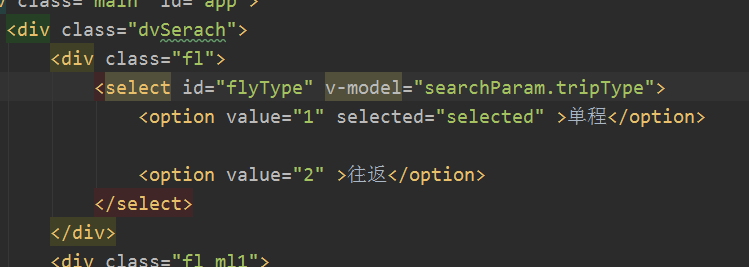 class="main" id="app">
<div class="dvSerach">
<div class="fl">
<select id="flyType" v-model="searchParam.tripType">
<option value="1" selected="selected" >单程</option>
<option value="2" >往返</option>
</select>
</div>
<div class="fl ml1">